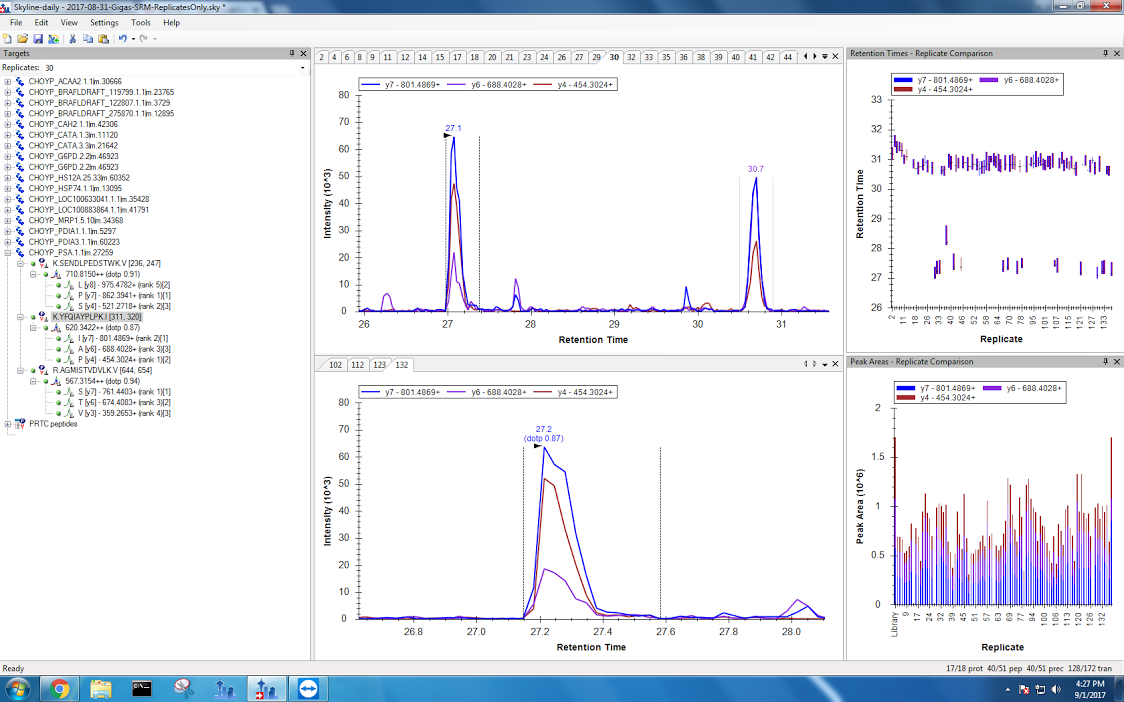 Skyline-daily - 2017-08-31-Gigas-SRM-ReplicatesOnly.sky *
File Edit View Settings Tools Help
Targets
Replicates: 30
CHOYP_ACAA2.1.1|m.30666
CHOYP_BRAFLDRAFT_119799.1.1|m.23765
CHOYP_BRAFLDRAFT_122807.1.1|m.3729
CHOYP_BRAFLDRAFT_275870.1.1|m.12895
CHOYP_CAH2.1.1|m.42306
CHOYP_CATA.1.3|m.11120
CHOYP_CATA.3.3|m.21642
CHOYP_G6PD.2.2|m.46923
CHOYP_G6PD.2.2|m.46923
CHOYP_HS12A.25.33|m.60352
CHOYP_HSP74.1.1|m.13095
CHOYP_LOC100633041.1.1|m.35428
CHOYP_LOC100883864.1.1|m.41791
CHOYP_MRP1.5.10|m.34368
CHOYP_PDIA1.1.1|m.5297
CHOYP_PDIA3.1.1|m.60223
CHOYP_PSA.1.1|m.27259
K.SENDLPEDSTWK.V [236, 247]
710.8150++ (dotp 0.91)
L [y8] - 975.4782+ (rank 5)[2]
P [y7] - 862.3941+ (rank 1)[1]
S [y4] - 521.2718+ (rank 2)[3]
K.YFQIAYPLPK.I [311, 320]
620.3422++ (dotp 0.87)
I [y7] - 801.4869+ (rank 2)[1]
A [y6] - 688.4028+ (rank 3)[3]
P [y4] - 454.3024+ (rank 1)[2]
R.AGMISTVDVLK.V [644, 654]
567.3154++ (dotp 0.94)
S [y7] - 761.4403+ (rank 1)[1]
T [y6] - 674.4083+ (rank 3)[2]
V [y3] - 359.2653+ (rank 4)[3]
PRTC peptides
2 4 6 8 9 11 12 14 15 17 20 21 23 26 27 29 30 32 33 35 36 38 39 40 41 42 44
y7 - 801.4869+ y6 - 688.4028+ y4 - 454.3024+
80
70
60
50
40
30
20
10
0
Intensity (10^3)
27.1
30.7
26 27 28 29 30 31
Retention Time
102 112 123 132
y7 - 801.4869+ y6 - 688.4028+ y4 - 454.3024+
80
70
60
50
40
30
20
10
0
Intensity (10^3)
27.2
(dotp 0.87)
26.8 27.0 27.2 27.4 27.6 27.8 28.0
Retention Time
Retention Times - Replicate Comparison
y7 - 801.4869+ y6 - 688.4028+
y4 - 454.3024+
33
32
31
30
29
28
27
26
Retention Time
2 11 18 26 33 39 46 52 58 64 70 78 95 101 107 115 121 127 133
Replicate
Peak Areas - Replicate Comparison
y7 - 801.4869+ y6 - 688.4028+
y4 - 454.3024+
2
1.5
1
0.5
0
Peak Area (10^6)
Library 9 17 24 32 39 45 51 57 63 69 77 94 100 106 113 120 126 132
Replicate
Ready
17/18 prot 40/51 pep 40/51 prec 128/172 tran
4:27 PM
9/1/2017